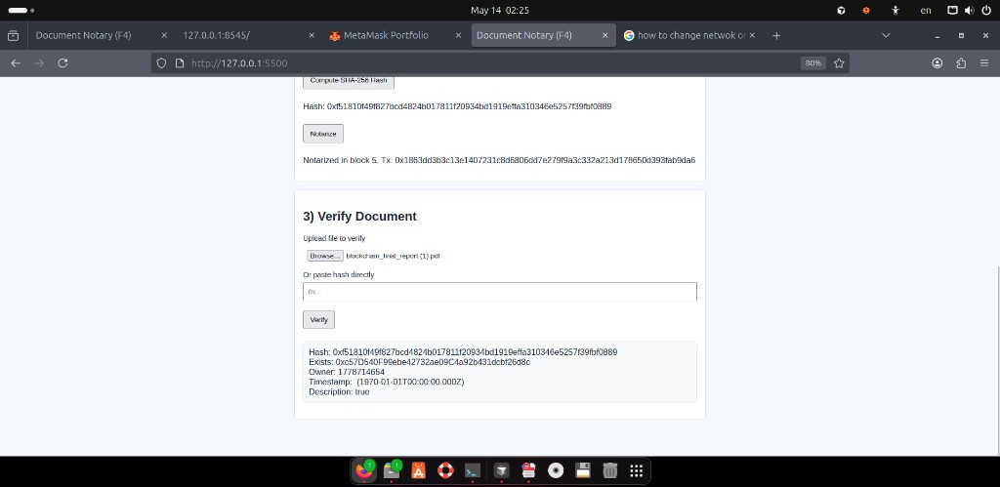 May 14 02:25
en
Document Notary (F4)
127.0.0.1:8545/
MetaMask Portfolio
Document Notary (F4)
how to change netwok o
http://127.0.0.1:5500
80%
Compute SHA-256 Hash
Hash: 0xf51810f49f827bcd4824b017811f20934bd1919effa310346e5257f39fbf0889
Notarize
Notarized in block 5. Tx: 0x1863dd3b3c13e1407231c8d6806dd7e279f9a3c332a213d178650d393fab9da6
3) Verify Document
Upload file to verify
Browse... blockchain_final_report (1).pdf
Or paste hash directly
0x...
Verify
Hash: 0xf51810f49f827bcd4824b017811f20934bd1919effa310346e5257f39fbf0889
Exists: 0xc57D540F99ebe42732ae09C4a92b431dcbf26d8c
Owner: 1778714654
Timestamp: (1970-01-01T00:00:00.000Z)
Description: true